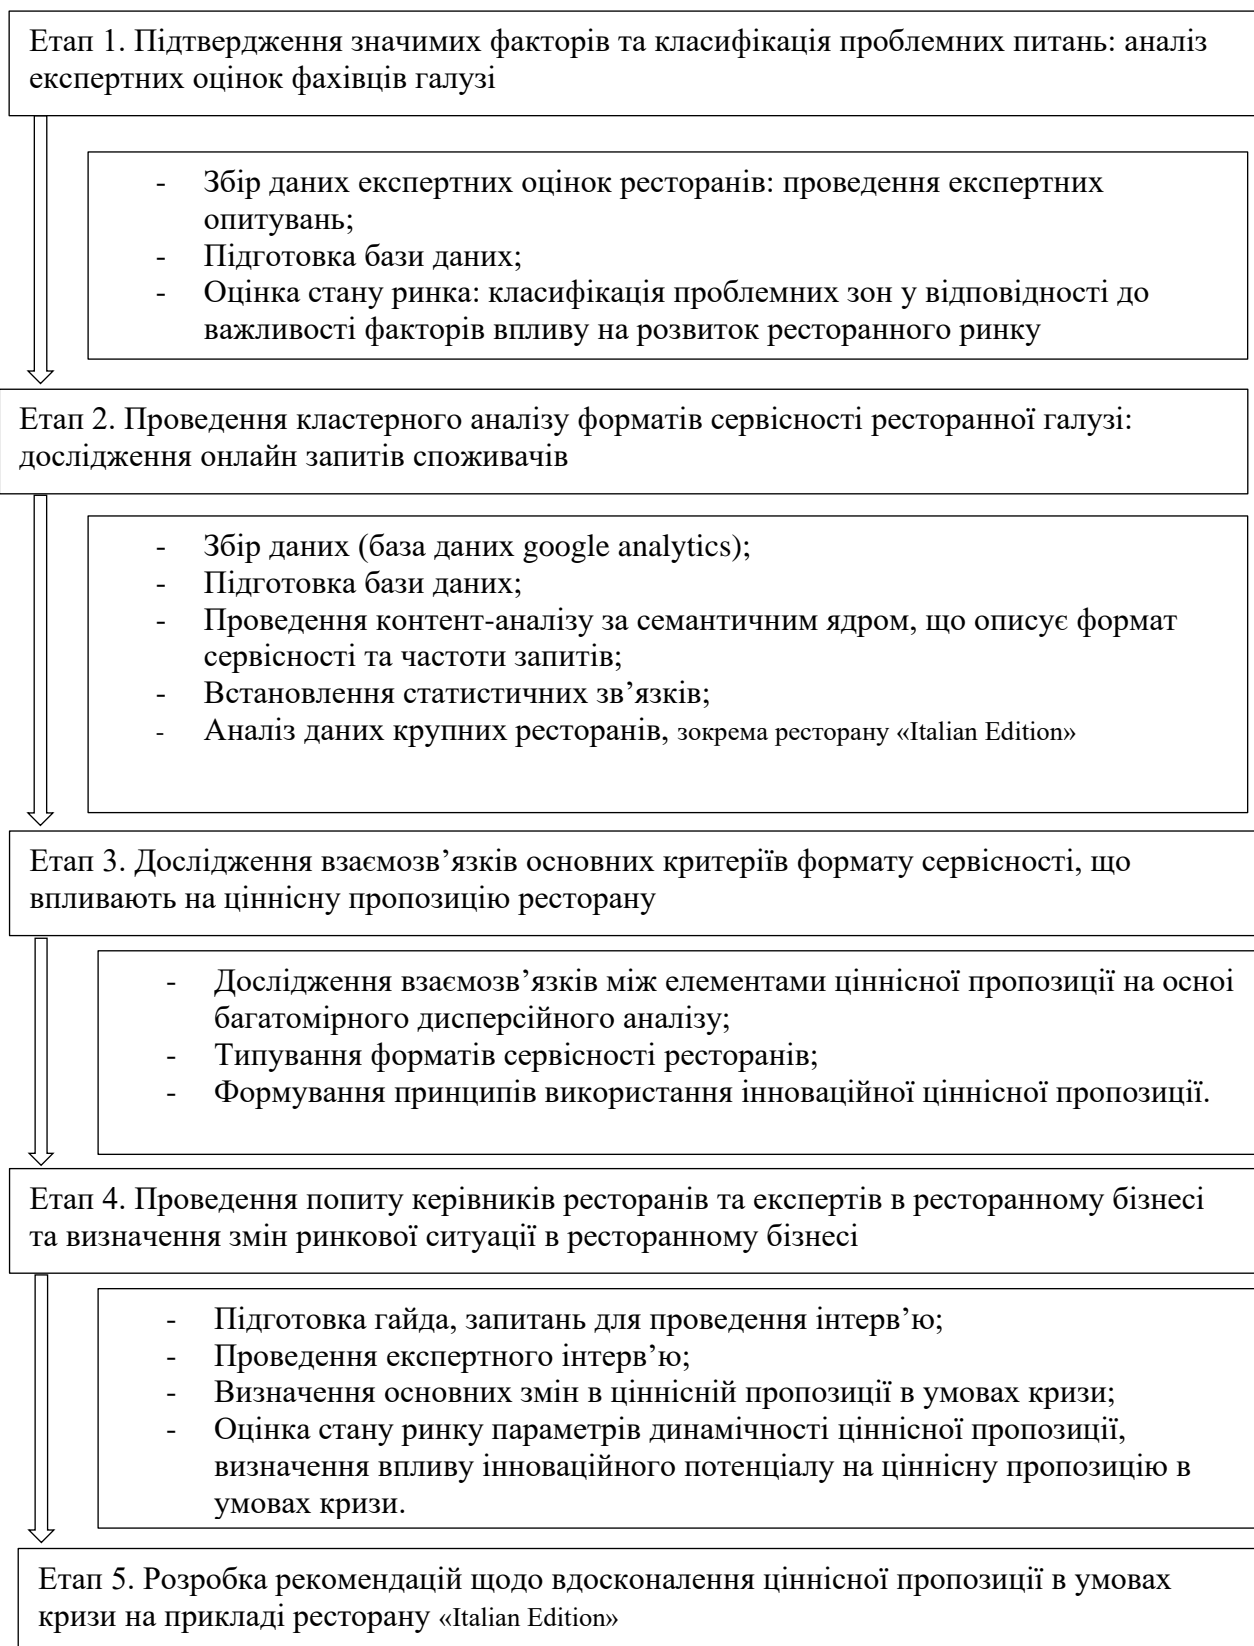 Етап 1. Підтвердження значимих факторів та класифікація проблемних питань: аналіз
експертних оцінок фахівців галузі
- Збір даних експертних оцінок ресторанів: проведення експертних
опитувань;
- Підготовка бази даних;
- Оцінка стану ринка: класифікація проблемних зон у відповідності до
важливості факторів впливу на розвиток ресторанного ринку
Етап 2. Проведення кластерного аналізу форматів сервісності ресторанної галузі:
дослідження онлайн запитів споживачів
- Збір даних (база даних google analytics);
- Підготовка бази даних;
- Проведення контент-аналізу за семантичним ядром, що описує формат
сервісності та частоти запитів;
- Встановлення статистичних зв’язків;
- Аналіз даних крупних ресторанів, зокрема ресторану «Italian Edition»
Етап 3. Дослідження взаємозв’язків основних критеріїв формату сервісності, що
впливають на ціннісну пропозицію ресторану
- Дослідження взаємозв’язків між елементами ціннісної пропозиції на осноі
багатомірного дисперсійного аналізу;
- Типування форматів сервісності ресторанів;
- Формування принципів використання інноваційної ціннісної пропозиції.
Етап 4. Проведення попиту керівників ресторанів та експертів в ресторанному бізнесі
та визначення змін ринкової ситуації в ресторанному бізнесі
- Підготовка гайда, запитань для проведення інтерв’ю;
- Проведення експертного інтерв’ю;
- Визначення основних змін в ціннісній пропозиції в умовах кризи;
- Оцінка стану ринку параметрів динамічності ціннісної пропозиції,
визначення впливу інноваційного потенціалу на ціннісну пропозицію в
умовах кризи.
Етап 5. Розробка рекомендацій щодо вдосконалення ціннісної пропозиції в умовах
кризи на прикладі ресторану «Italian Edition»